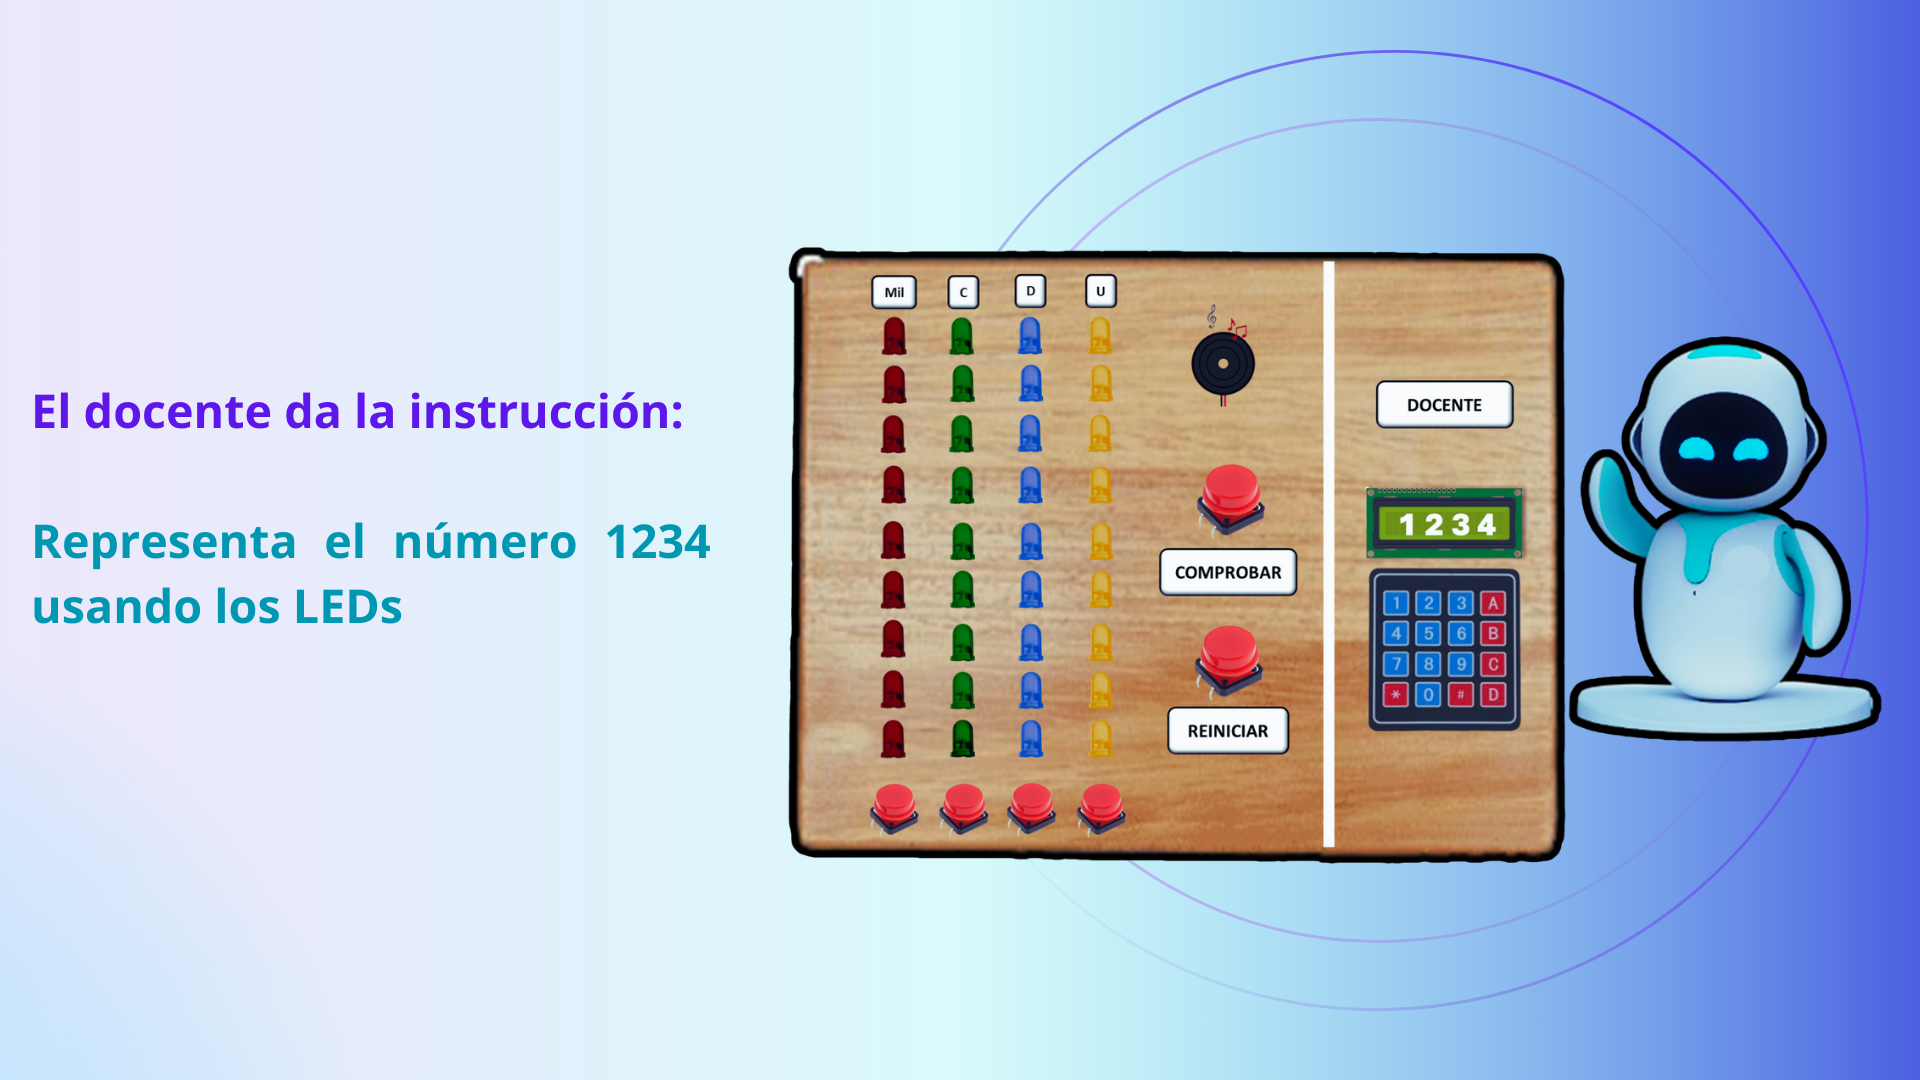 El docente da la instrucción:
Representa el número 1234
usando los LEDs
Mil C D U
COMPROBAR
REINICIAR
DOCENTE
1234
1 2 3 A
4 5 6 B
7 8 9 C
* 0 # D